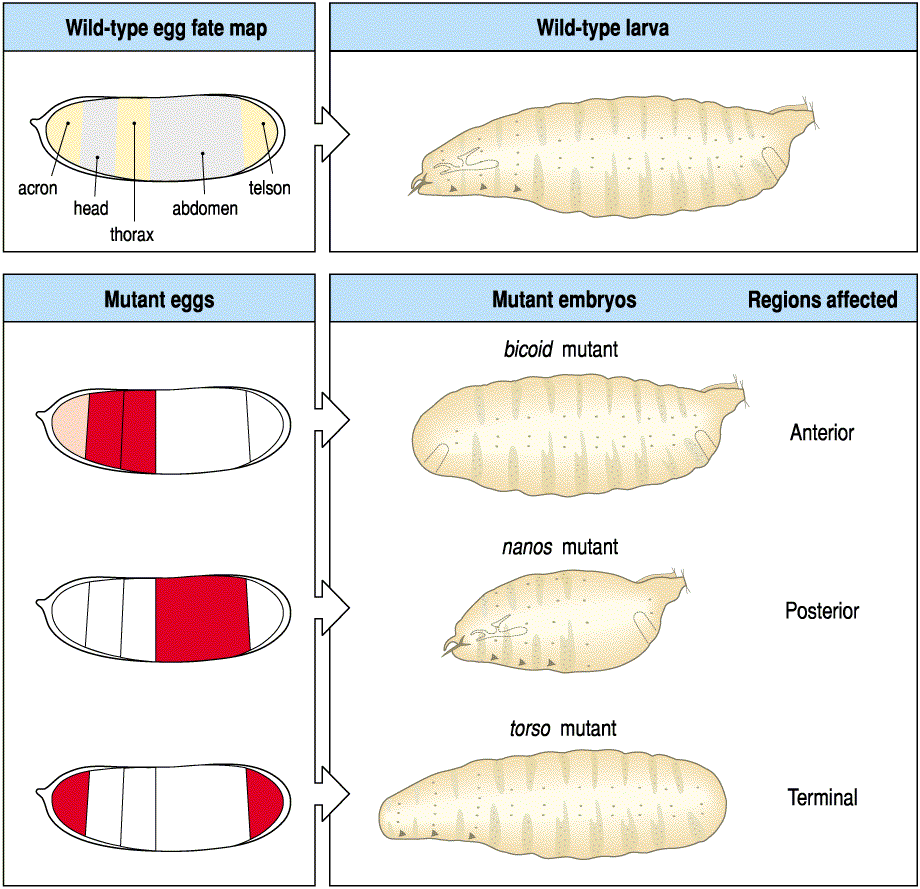 Wild-type egg fate map
Wild-type larva
acron
head
thorax
abdomen
telson
Mutant eggs
Mutant embryos
Regions affected
bicoid mutant
Anterior
nanos mutant
Posterior
torso mutant
Terminal